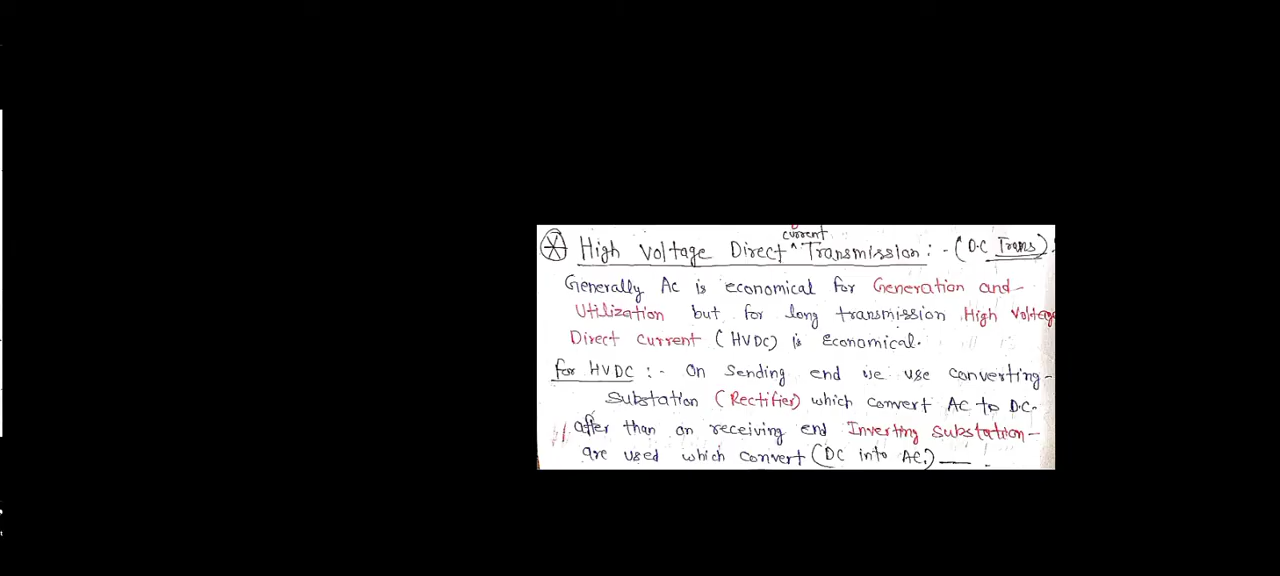 High Voltage Direct ^current Transmission :- (D.C Trans):
Generally AC is economical for Generation and-
Utilization but for long transmission High Voltage
Direct Current (HVDC) is Economical.
for HVDC :- On Sending end we use converting-
Substation (Rectifier) which convert AC to D.C.
after than on receiving end Inverting Substation-
are used which convert (DC into AC.)